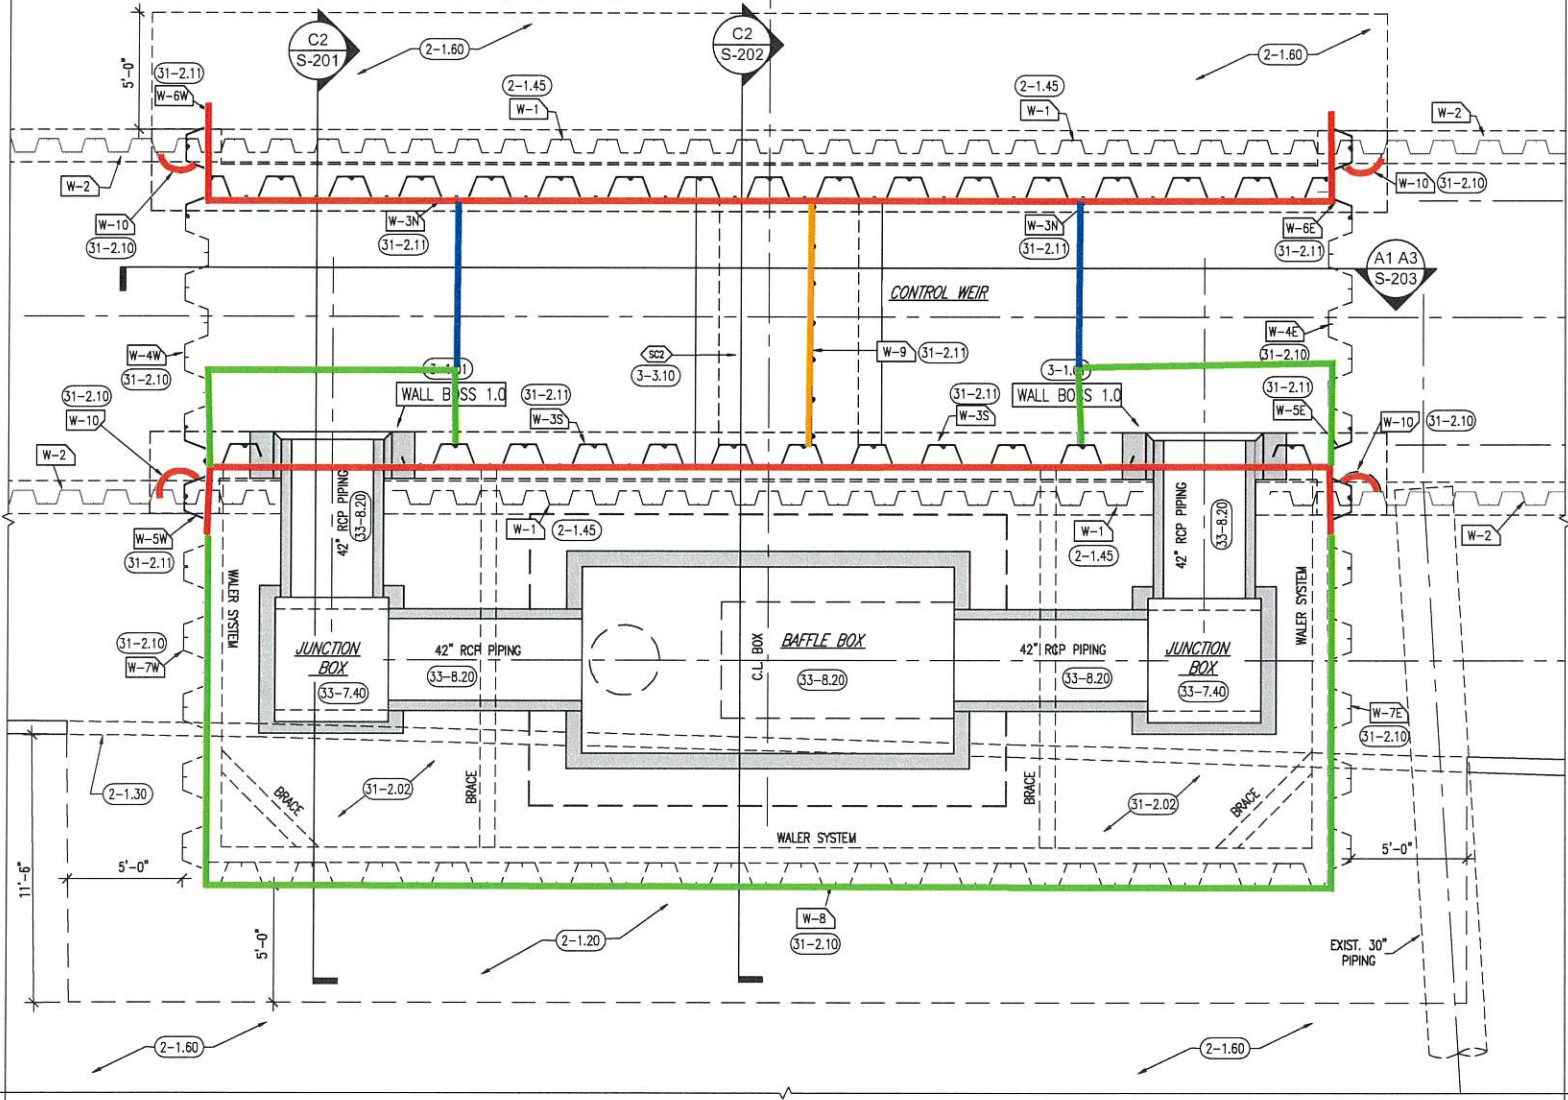 5'-0"
C2
S-201
2-1.60
C2
S-202
2-1.60
31-2.11
W-6W
2-1.45
W-1
2-1.45
W-1
W-2
W-2
W-10
31-2.10
W-10
31-2.10
W-3N
31-2.11
W-3N
31-2.11
W-6E
31-2.11
A1 A3
S-203
CONTROL WEIR
W-4W
31-2.10
SC2
3-3.10
W-9
31-2.11
W-4E
31-2.10
31-2.10
W-10
WALL BOSS 1.0
31-2.11
W-3S
31-2.11
W-3S
WALL BOSS 1.0
31-2.11
W-5E
W-10
31-2.10
W-2
W-5W
31-2.11
42" RCP PIPING
33-8.20
W-1
2-1.45
W-1
2-1.45
42" RCP PIPING
33-8.20
W-2
WALER SYSTEM
WALER SYSTEM
31-2.10
W-7W
JUNCTION
BOX
33-7.40
42" RCP PIPING
33-8.20
C.L. BOX
BAFFLE BOX
33-8.20
42" RCP PIPING
33-8.20
JUNCTION
BOX
33-7.40
W-7E
31-2.10
2-1.30
BRACE
31-2.02
BRACE
BRACE
31-2.02
BRACE
WALER SYSTEM
11'-6"
5'-0"
5'-0"
5'-0"
2-1.20
W-8
31-2.10
EXIST. 30"
PIPING
2-1.60
2-1.60